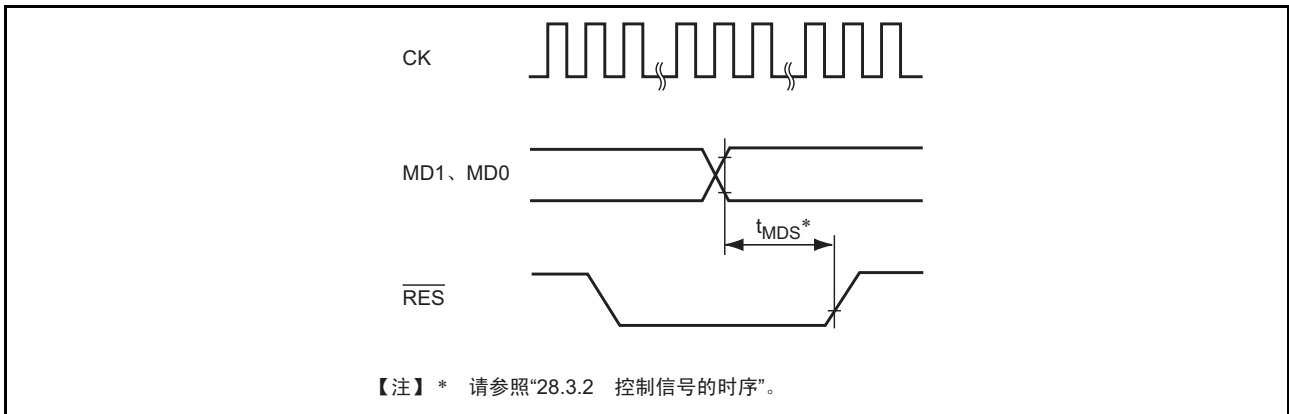 CK
MD1、MD0
tMDS*
RES
【注】* 请参照“28.3.2 控制信号的时序”。